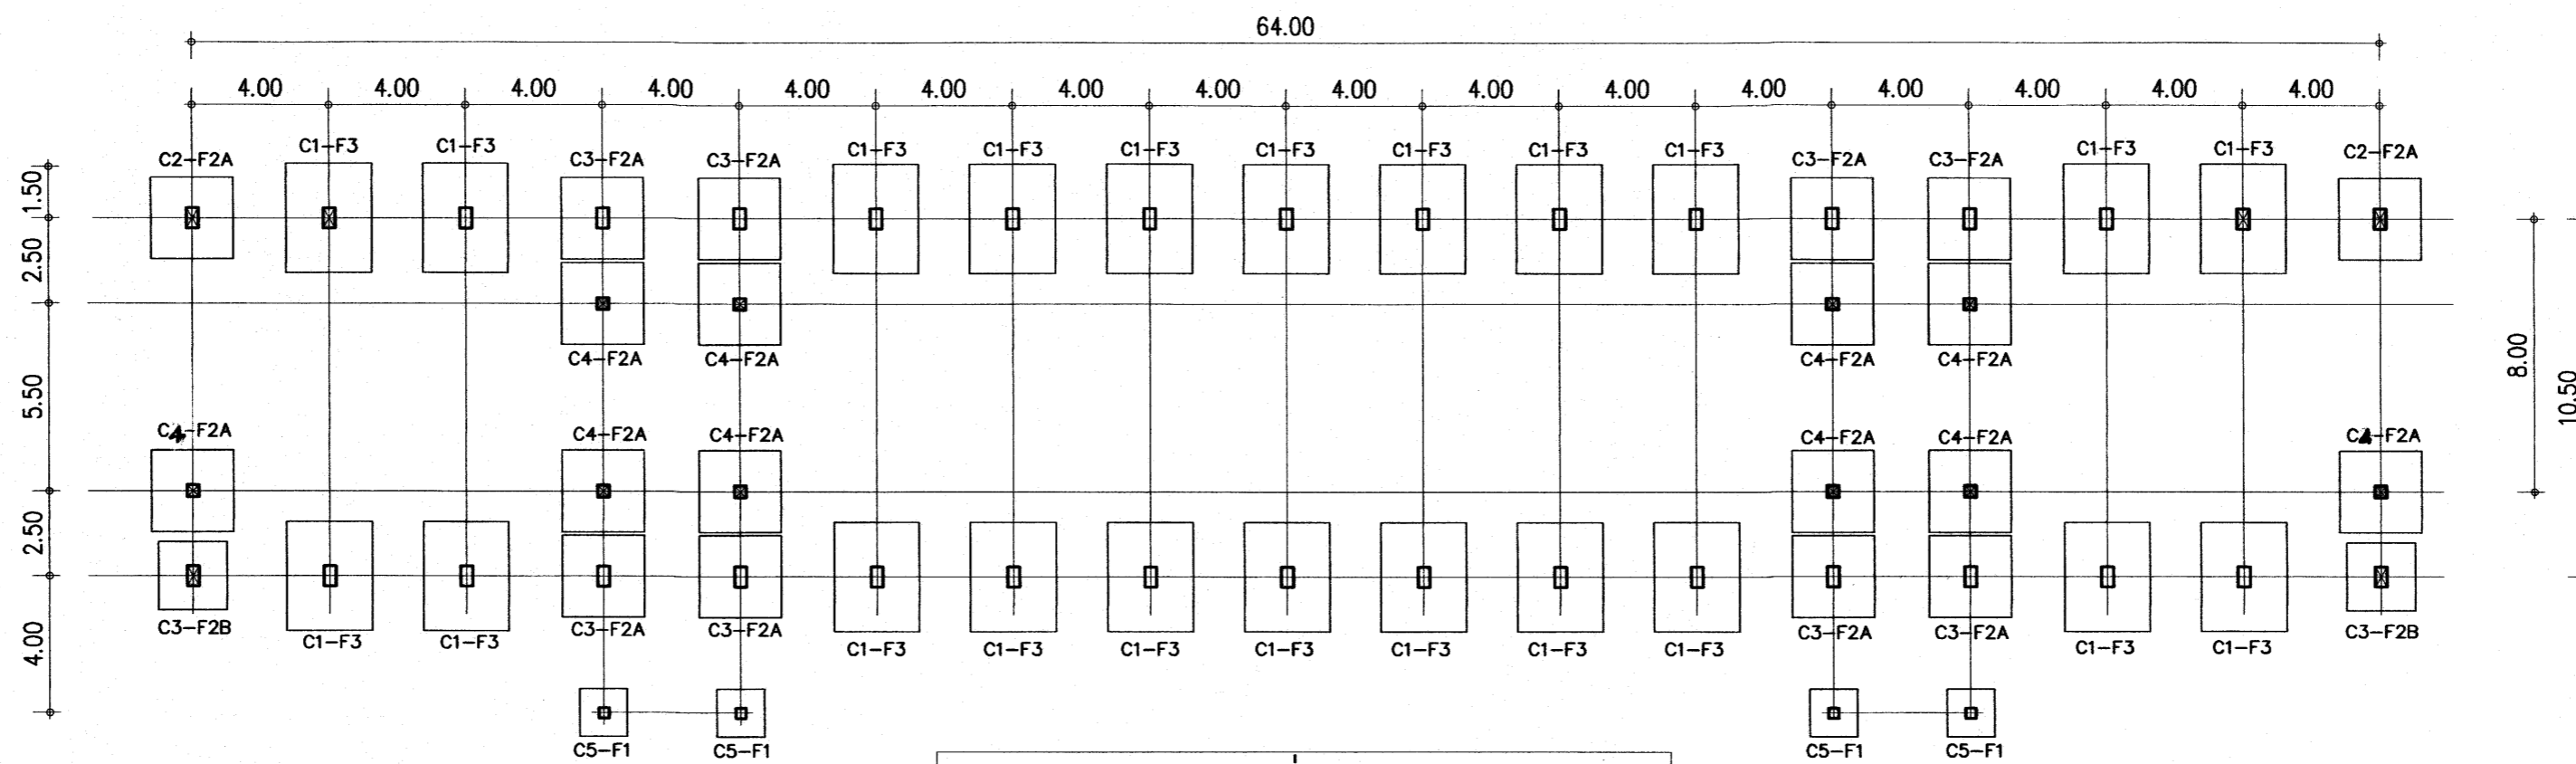 64.00
4.00 4.00 4.00 4.00 4.00 4.00 4.00 4.00 4.00 4.00 4.00 4.00 4.00 4.00 4.00 4.00
C2-F2A C1-F3 C1-F3 C3-F2A C3-F2A C1-F3 C1-F3 C1-F3 C1-F3 C1-F3 C1-F3 C1-F3 C3-F2A C3-F2A C1-F3 C1-F3 C2-F2A
1.50
2.50
C4-F2A C4-F2A C4-F2A C4-F2A
5.50
8.00
10.50
C4-F2A C4-F2A C4-F2A C4-F2A C4-F2A C4-F2A
2.50
C3-F2B C1-F3 C1-F3 C3-F2A C3-F2A C1-F3 C1-F3 C1-F3 C1-F3 C1-F3 C1-F3 C1-F3 C3-F2A C3-F2A C1-F3 C1-F3 C3-F2B
4.00
C5-F1 C5-F1 C5-F1 C5-F1